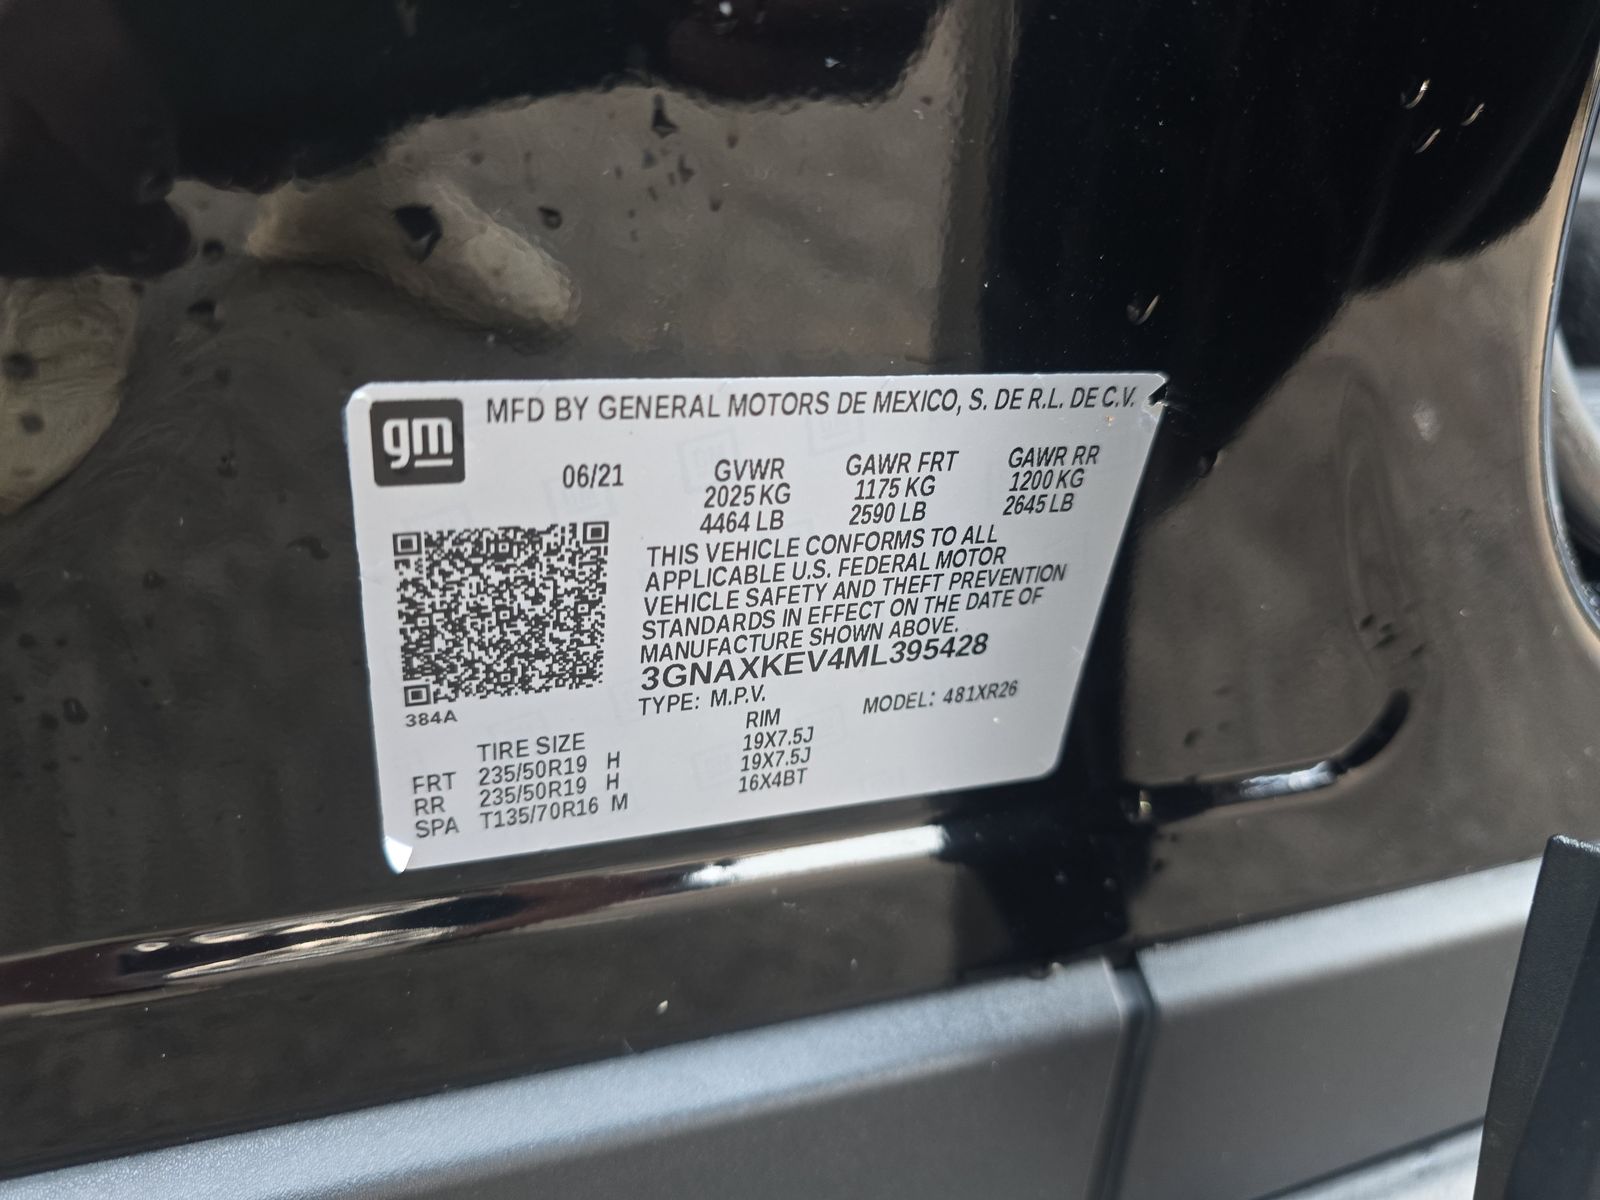 gm
MFD BY GENERAL MOTORS DE MEXICO, S. DE R.L. DE C.V.
06/21 GVWR GAWR FRT GAWR RR
2025 KG 1175 KG 1200 KG
4464 LB 2590 LB 2645 LB
THIS VEHICLE CONFORMS TO ALL
APPLICABLE U.S. FEDERAL MOTOR
VEHICLE SAFETY AND THEFT PREVENTION
STANDARDS IN EFFECT ON THE DATE OF
MANUFACTURE SHOWN ABOVE.
3GNAXKEV4ML395428
TYPE: M.P.V. MODEL: 481XR26
384A
TIRE SIZE RIM
FRT 235/50R19 H 19X7.5J
RR 235/50R19 H 19X7.5J
SPA T135/70R16 M 16X4BT